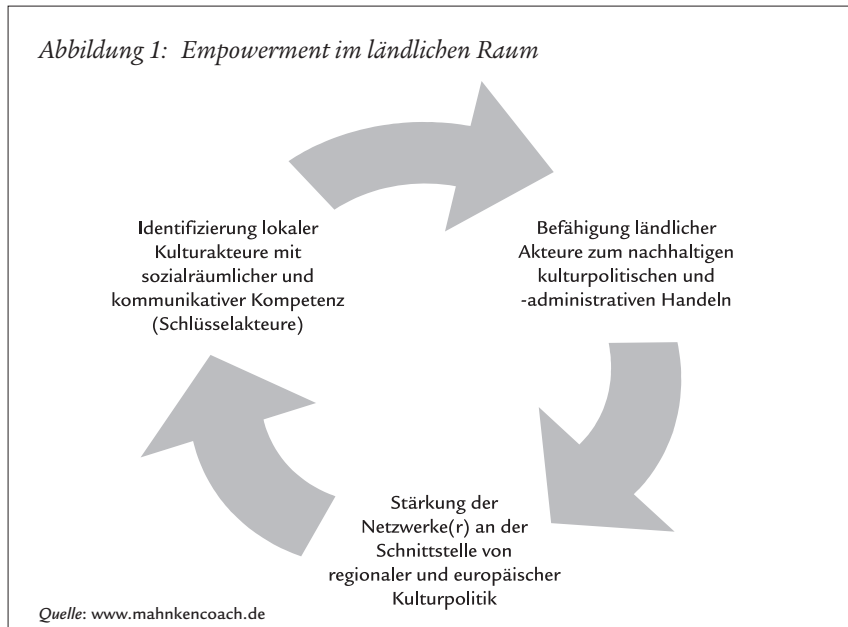 Abbildung 1: Empowerment im ländlichen Raum
Identifizierung lokaler
Kulturakteure mit
sozialräumlicher und
kommunikativer Kompetenz
(Schlüsselakteure)
Befähigung ländlicher
Akteure zum nachhaltigen
kulturpolitischen und
-administrativen Handeln
Stärkung der
Netzwerke(r) an der
Schnittstelle von
regionaler und europäischer
Kulturpolitik
Quelle: www.mahnkencoach.de